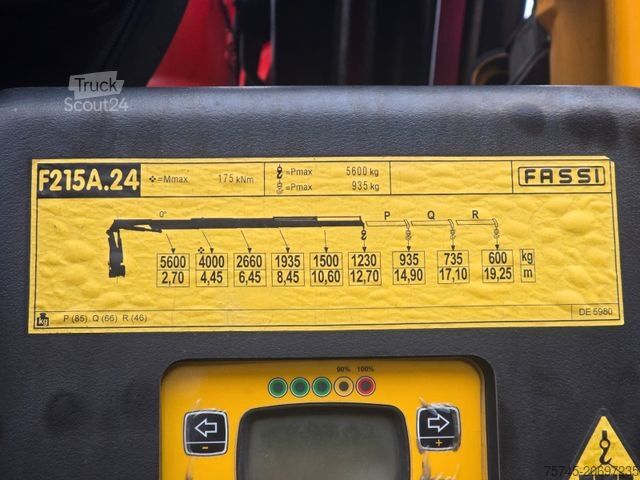 Truck
Scout24
F215A.24
=Mmax 175 kNm
=Pmax 5600 kg
=Pmax 935 kg
FASSI
0° P Q R
5600 4000 2660 1935 1500 1230 935 735 600 kg
2,70 4,45 6,45 8,45 10,60 12,70 14,90 17,10 19,25 m
kg P (85) Q (66) R (46) DE 5980
90% 100%
- +
75745-20697235